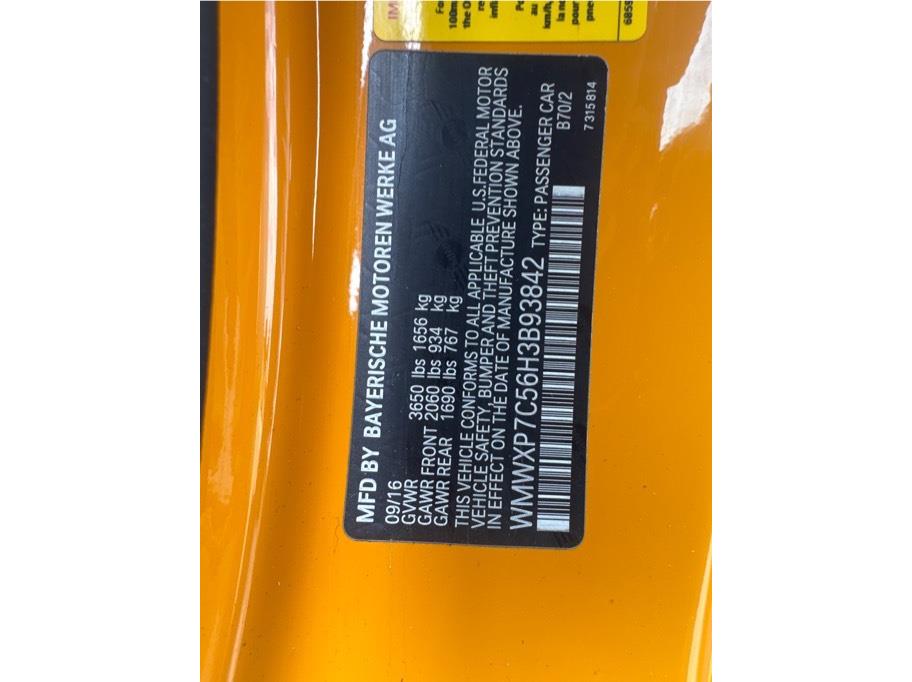 MFD BY BAYERISCHE MOTOREN WERKE AG
09/16
GVWR 3650 lbs 1656 kg
GAWR FRONT 2060 lbs 934 kg
GAWR REAR 1690 lbs 767 kg
THIS VEHICLE CONFORMS TO ALL APPLICABLE U.S.FEDERAL MOTOR
VEHICLE SAFETY, BUMPER AND THEFT PREVENTION STANDARDS
IN EFFECT ON THE DATE OF MANUFACTURE SHOWN ABOVE.
WMWXP7C56H3B93842 TYPE: PASSENGER CAR
B70/2
7 315 814